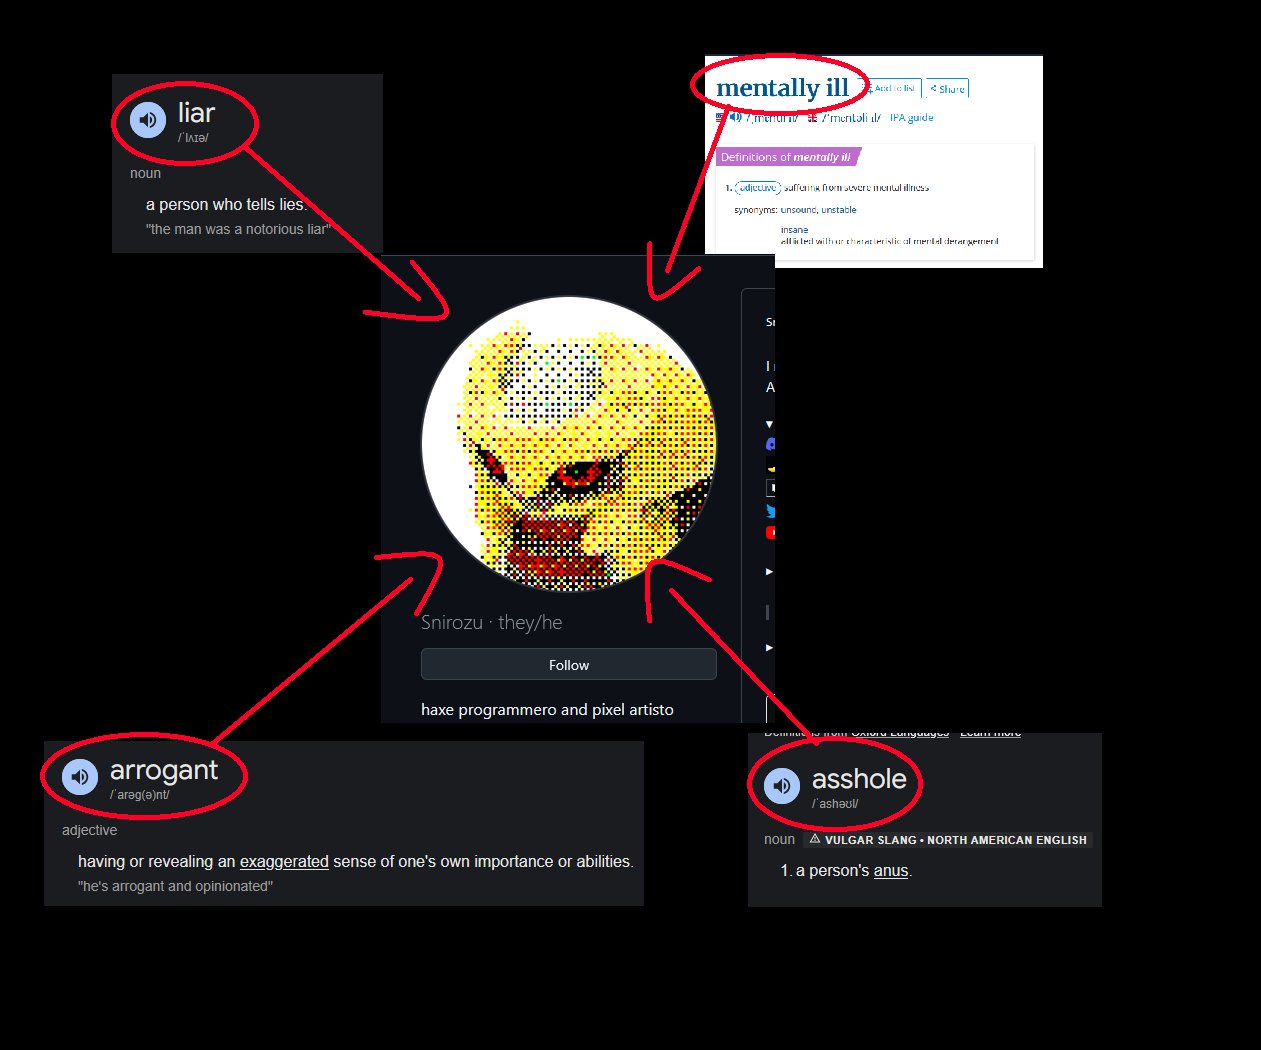 liar
/ˈlʌɪə/
noun
a person who tells lies.
"the man was a notorious liar"
mentally ill
Add to list
Share
/ˈmɛntəli ɪl/
IPA guide
Definitions of mentally ill
1. adjective suffering from severe mental illness
synonyms: unsound, unstable
insane
afflicted with or characteristic of mental derangement
Snirozu · they/he
Follow
haxe programmero and pixel artisto
I
A
arrogant
/ˈarəɡ(ə)nt/
adjective
having or revealing an exaggerated sense of one's own importance or abilities.
"he's arrogant and opinionated"
Definitions from Oxford Languages · Learn more
asshole
/ˈashəʊl/
noun
VULGAR SLANG • NORTH AMERICAN ENGLISH
1. a person's anus.